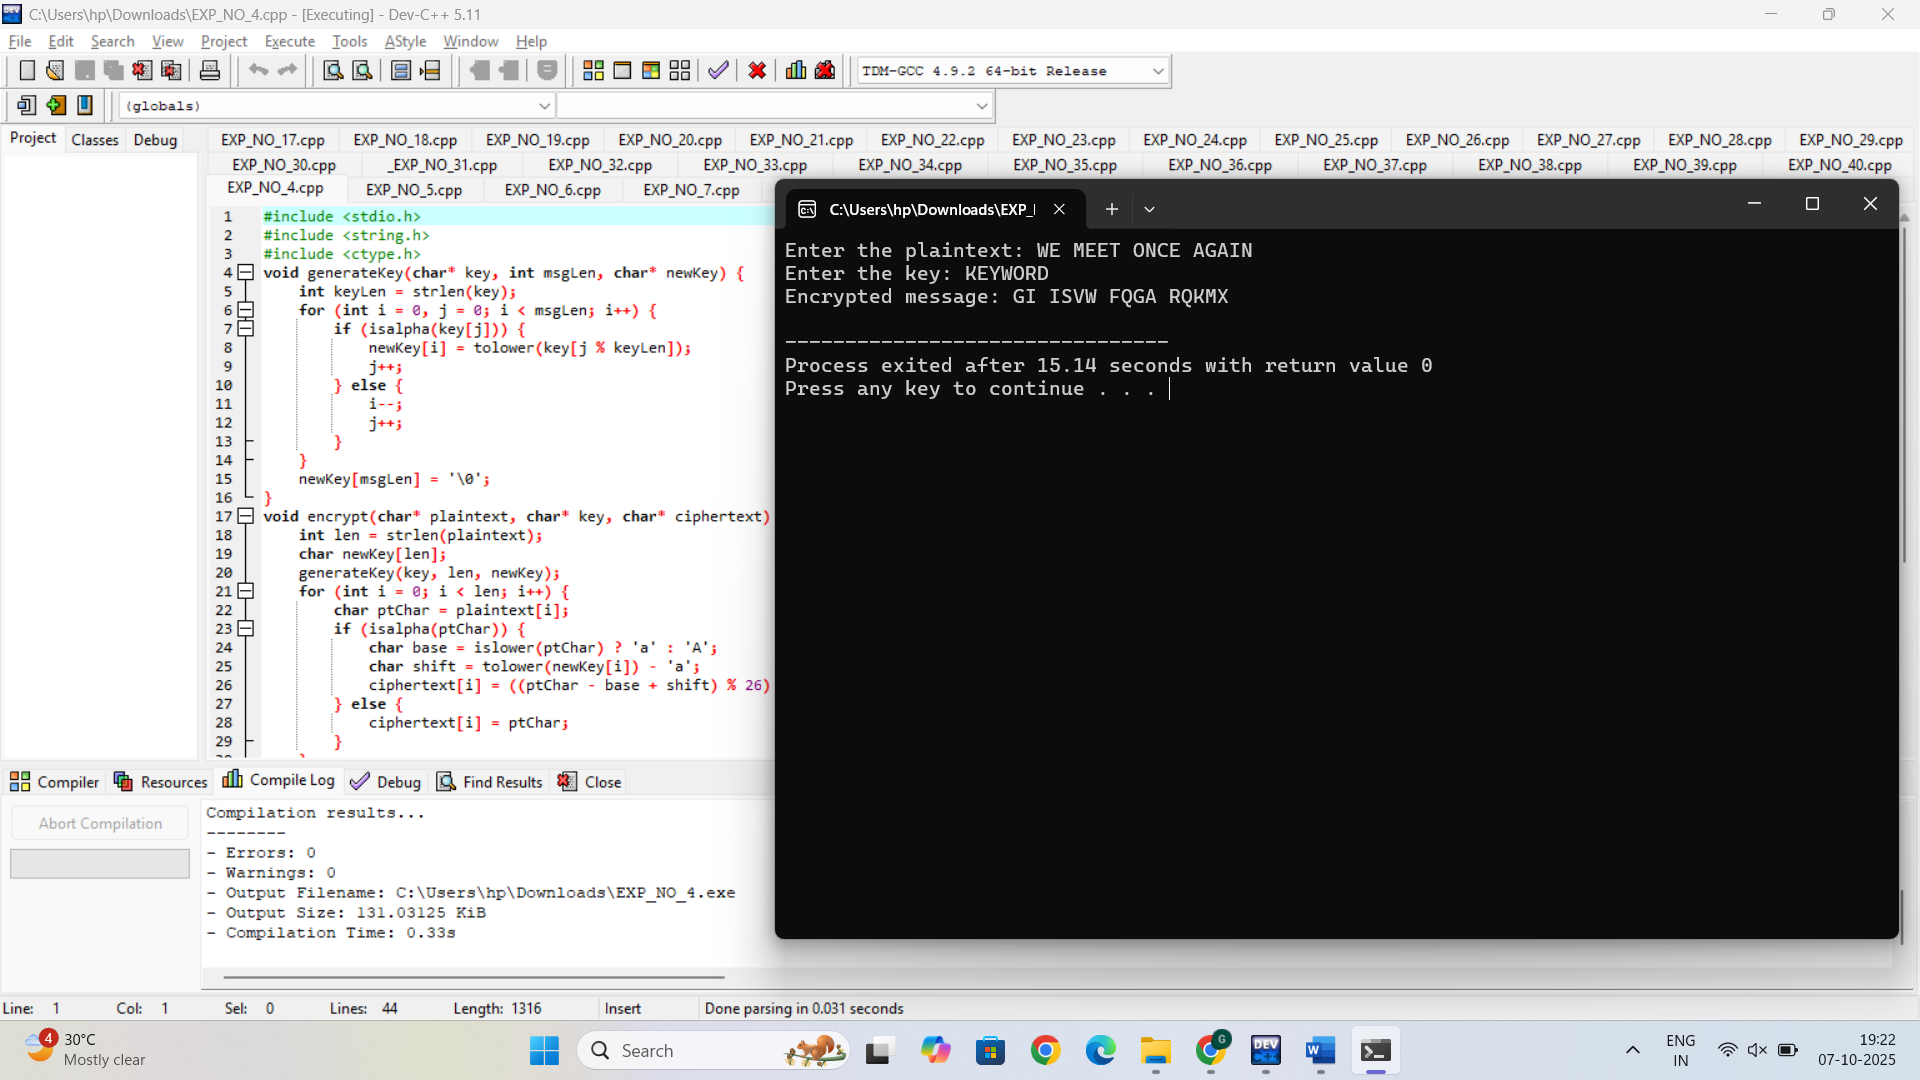 C:\Users\hp\Downloads\EXP_NO_4.cpp - [Executing] - Dev-C++ 5.11
File Edit Search View Project Execute Tools AStyle Window Help
TDM-GCC 4.9.2 64-bit Release
(globals)
Project Classes Debug
EXP_NO_17.cpp EXP_NO_18.cpp EXP_NO_19.cpp EXP_NO_20.cpp EXP_NO_21.cpp EXP_NO_22.cpp EXP_NO_23.cpp EXP_NO_24.cpp EXP_NO_25.cpp EXP_NO_26.cpp EXP_NO_27.cpp EXP_NO_28.cpp EXP_NO_29.cpp
EXP_NO_30.cpp _EXP_NO_31.cpp EXP_NO_32.cpp EXP_NO_33.cpp EXP_NO_34.cpp EXP_NO_35.cpp EXP_NO_36.cpp EXP_NO_37.cpp EXP_NO_38.cpp EXP_NO_39.cpp EXP_NO_40.cpp
EXP_NO_4.cpp EXP_NO_5.cpp EXP_NO_6.cpp EXP_NO_7.cpp
1 #include <stdio.h>
2 #include <string.h>
3 #include <ctype.h>
4 void generateKey(char* key, int msgLen, char* newKey) {
5 int keyLen = strlen(key);
6 for (int i = 0, j = 0; i < msgLen; i++) {
7 if (isalpha(key[j])) {
8 newKey[i] = tolower(key[j % keyLen]);
9 j++;
10 } else {
11 i--;
12 j++;
13 }
14 }
15 newKey[msgLen] = '\0';
16 }
17 void encrypt(char* plaintext, char* key, char* ciphertext)
18 int len = strlen(plaintext);
19 char newKey[len];
20 generateKey(key, len, newKey);
21 for (int i = 0; i < len; i++) {
22 char ptChar = plaintext[i];
23 if (isalpha(ptChar)) {
24 char base = islower(ptChar) ? 'a' : 'A';
25 char shift = tolower(newKey[i]) - 'a';
26 ciphertext[i] = ((ptChar - base + shift) % 26)
27 } else {
28 ciphertext[i] = ptChar;
29 }
C:\Users\hp\Downloads\EXP_
Enter the plaintext: WE MEET ONCE AGAIN
Enter the key: KEYWORD
Encrypted message: GI ISVW FQGA RQKMX
--------------------------------
Process exited after 15.14 seconds with return value 0
Press any key to continue . . .
Compiler Resources Compile Log Debug Find Results Close
Abort Compilation
Compilation results...
--------
- Errors: 0
- Warnings: 0
- Output Filename: C:\Users\hp\Downloads\EXP_NO_4.exe
- Output Size: 131.03125 KiB
- Compilation Time: 0.33s
Line: 1 Col: 1 Sel: 0 Lines: 44 Length: 1316 Insert Done parsing in 0.031 seconds
4
30°C
Mostly clear
Search
ENG
IN
19:22
07-10-2025